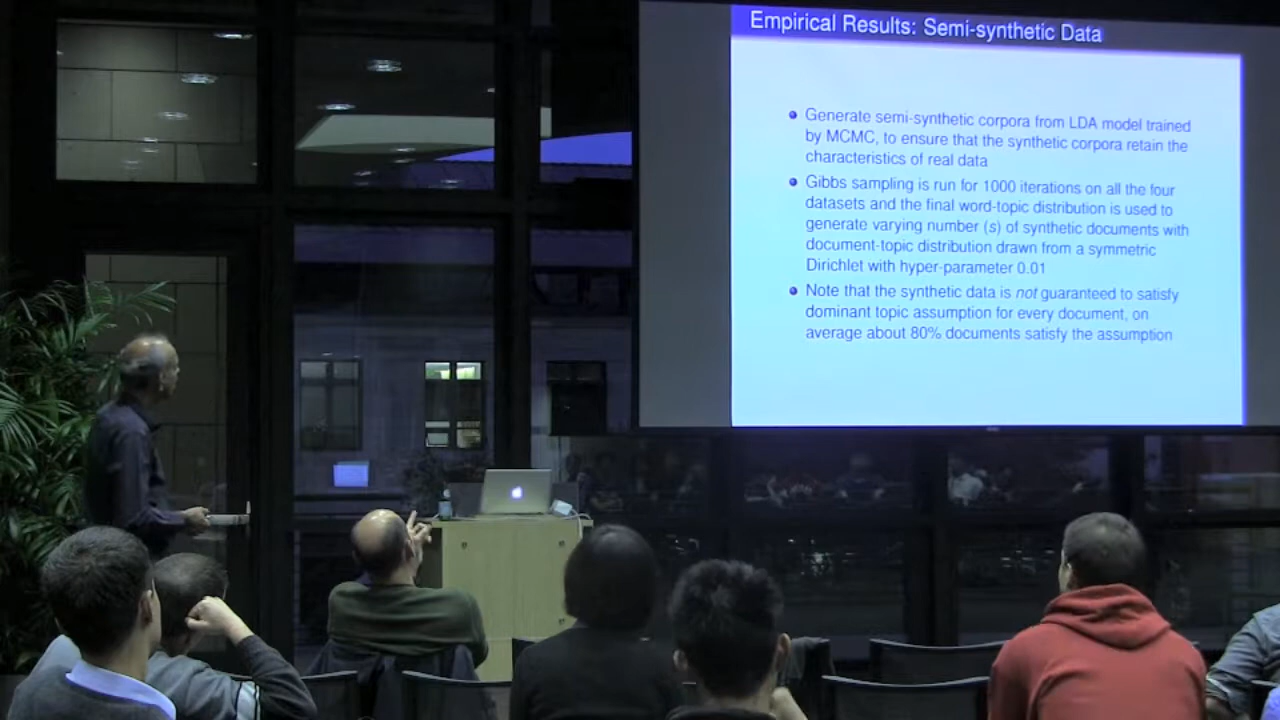 Empirical Results: Semi-synthetic Data
Generate semi-synthetic corpora from LDA model trained
by MCMC, to ensure that the synthetic corpora retain the
characteristics of real data
Gibbs sampling is run for 1000 iterations on all the four
datasets and the final word-topic distribution is used to
generate varying number (s) of synthetic documents with
document-topic distribution drawn from a symmetric
Dirichlet with hyper-parameter 0.01
Note that the synthetic data is not guaranteed to satisfy
dominant topic assumption for every document, on
average about 80% documents satisfy the assumption